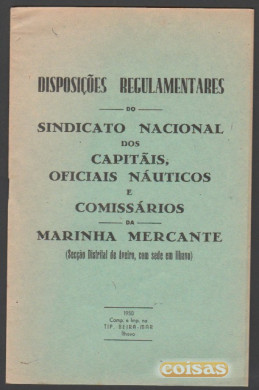 DISPOSIÇÕES REGULAMENTARES
DO
SINDICATO NACIONAL
DOS
CAPITÃIS,
OFICIAIS NÁUTICOS
E
COMISSÁRIOS
DA
MARINHA MERCANTE
(Secção Distrital de Aveiro, com sede em Ílhavo)
1950
Comp. e Imp. na
TIP. BEIRA-MAR
Ílhavo
coisas